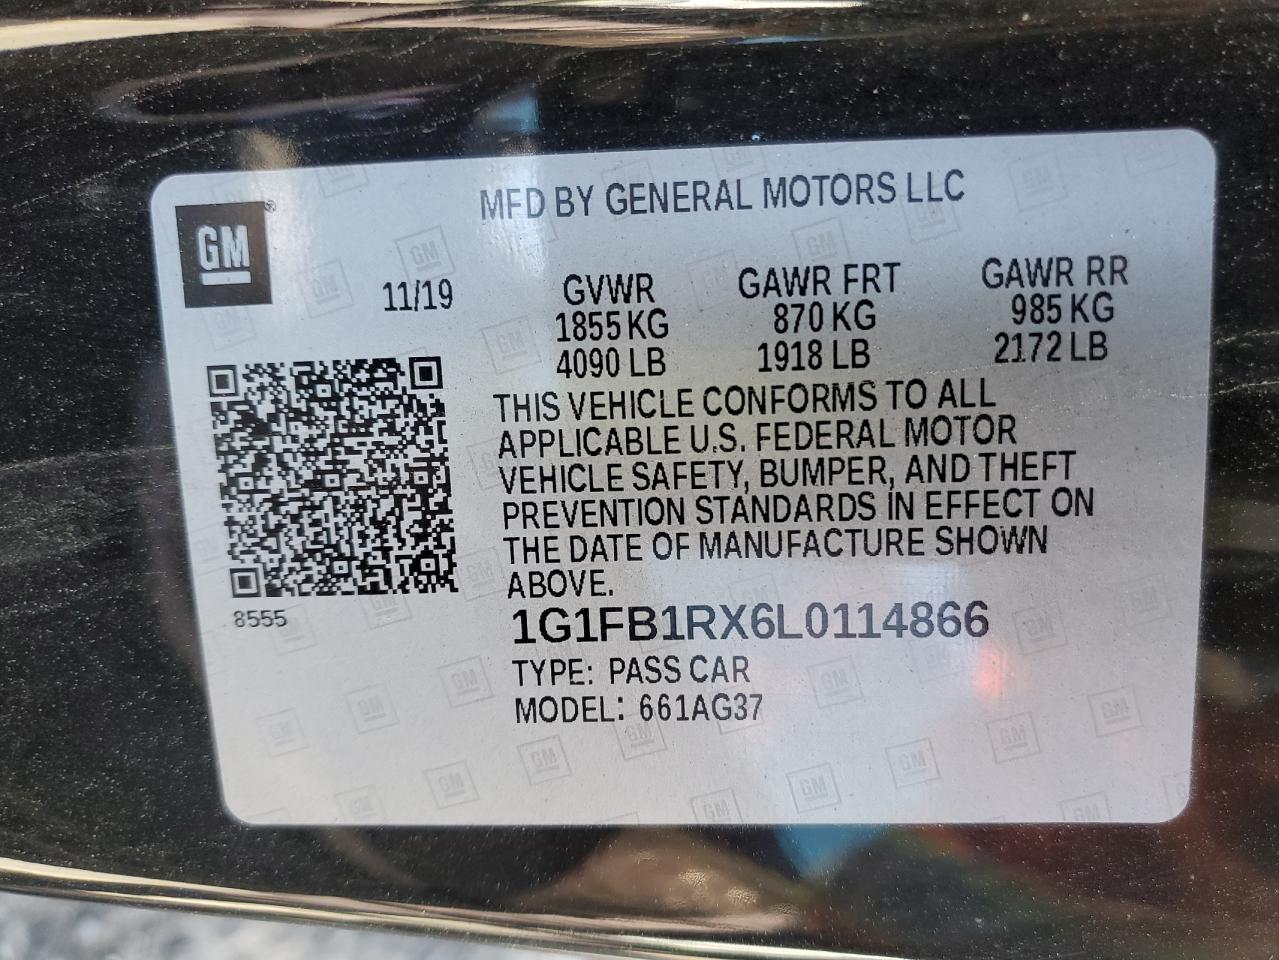 MFD BY GENERAL MOTORS LLC
GM®
11/19
GVWR GAWR FRT GAWR RR
1855 KG 870 KG 985 KG
4090 LB 1918 LB 2172 LB
THIS VEHICLE CONFORMS TO ALL
APPLICABLE U.S. FEDERAL MOTOR
VEHICLE SAFETY, BUMPER, AND THEFT
PREVENTION STANDARDS IN EFFECT ON
THE DATE OF MANUFACTURE SHOWN
ABOVE.
8555
1G1FB1RX6L0114866
TYPE: PASS CAR
MODEL: 661AG37